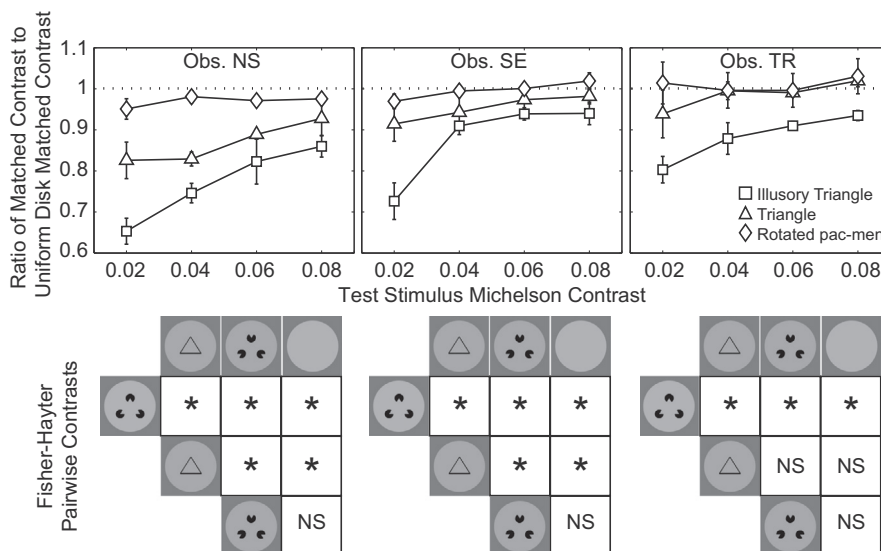 Ratio of Matched Contrast to
Uniform Disk Matched Contrast
1.1
1
0.9
0.8
0.7
0.6
Obs. NS
Obs. SE
Obs. TR
Illusory Triangle
Triangle
Rotated pac-men
0.02 0.04 0.06 0.08
0.02 0.04 0.06 0.08
0.02 0.04 0.06 0.08
Test Stimulus Michelson Contrast
Fisher-Hayter
Pairwise Contrasts
* * *
* * *
* * *
* *
* *
NS NS
NS
NS
NS